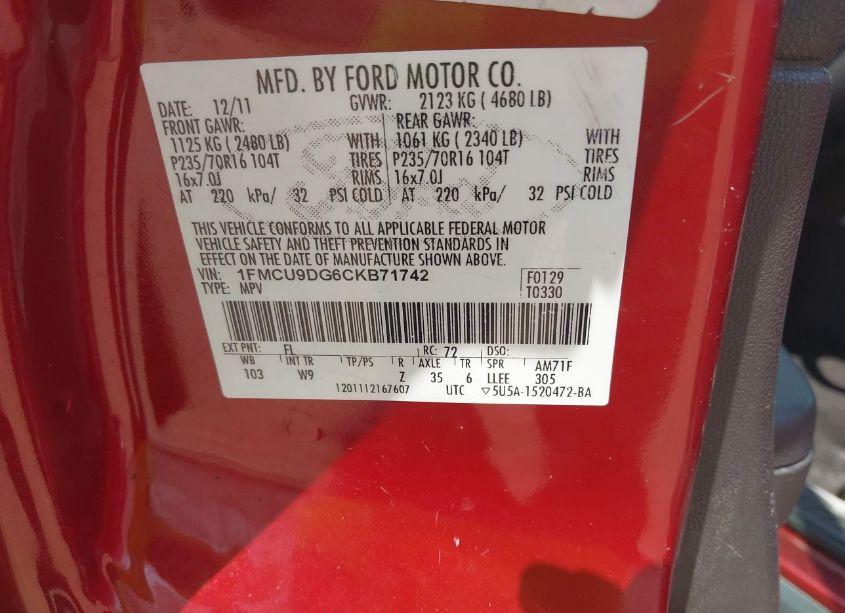 MFD. BY FORD MOTOR CO.
DATE: 12/11 GVWR: 2123 KG ( 4680 LB)
FRONT GAWR: REAR GAWR:
1125 KG ( 2480 LB) WITH 1061 KG ( 2340 LB) WITH
P235/70R16 104T TIRES P235/70R16 104T TIRES
16x7.0J RIMS 16x7.0J RIMS
AT 220 kPa/ 32 PSI COLD AT 220 kPa/ 32 PSI COLD
THIS VEHICLE CONFORMS TO ALL APPLICABLE FEDERAL MOTOR
VEHICLE SAFETY AND THEFT PREVENTION STANDARDS IN
EFFECT ON THE DATE OF MANUFACTURE SHOWN ABOVE.
VIN: 1FMCU9DG6CKB71742 F0129
TYPE: MPV T0330
EXT PNT: FL RC: 72 DSO:
WB INT TR TP/PS R AXLE TR SPR AM71F
103 W9 Z 35 6 LLEE 305
1201112167607 UTC ▽5U5A-1520472-BA